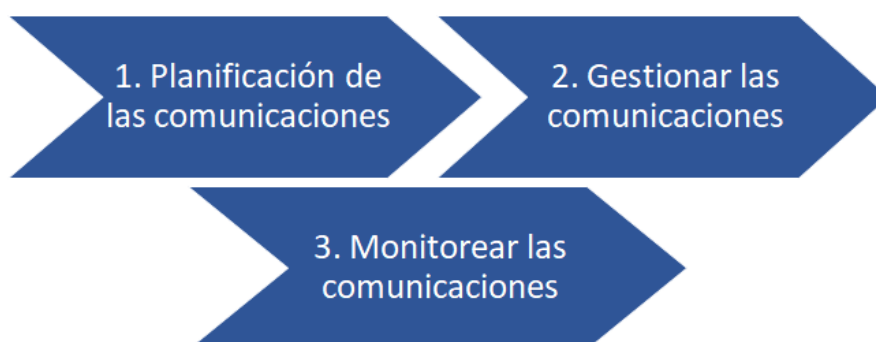 1. Planificación de
las comunicaciones
2. Gestionar las
comunicaciones
3. Monitorear las
comunicaciones